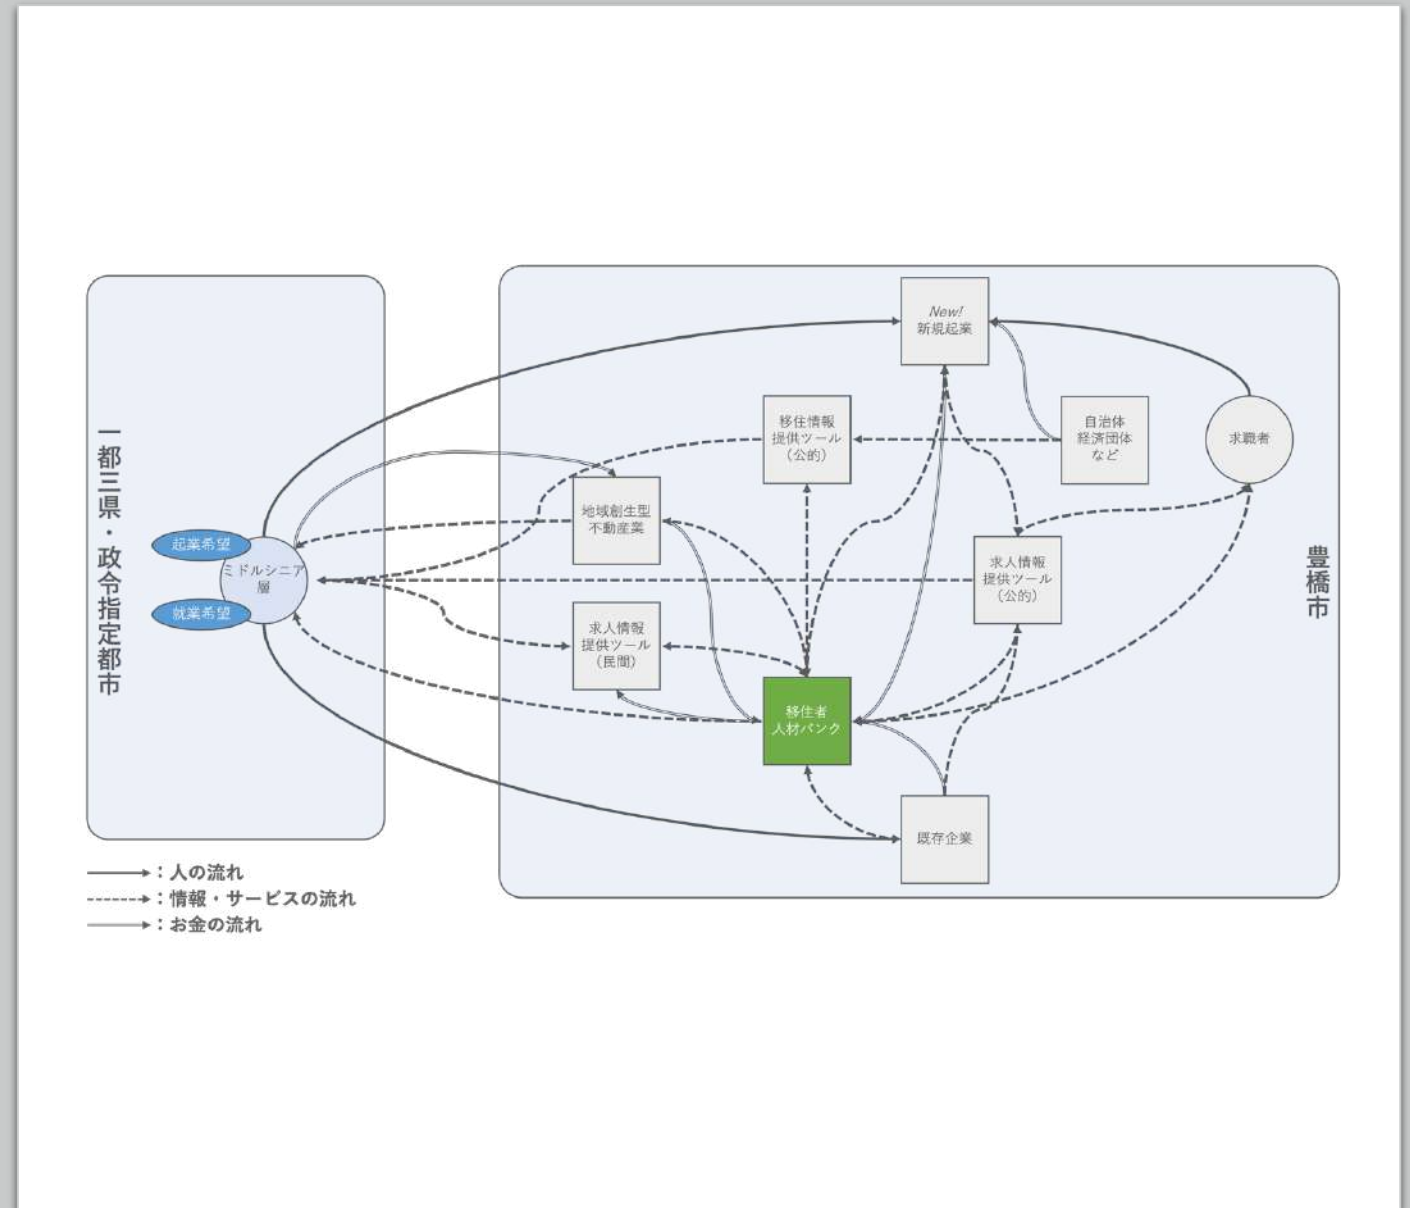 一都三県・政令指定都市
起業希望
ミドルシニア
層
就業希望
New!
新規起業
移住情報
提供ツール
（公的）
自治体
経済団体
など
求職者
地域創生型
不動産業
求人情報
提供ツール
（公的）
求人情報
提供ツール
（民間）
移住者
人材バンク
既存企業
豊橋市
：人の流れ
：情報・サービスの流れ
：お金の流れ